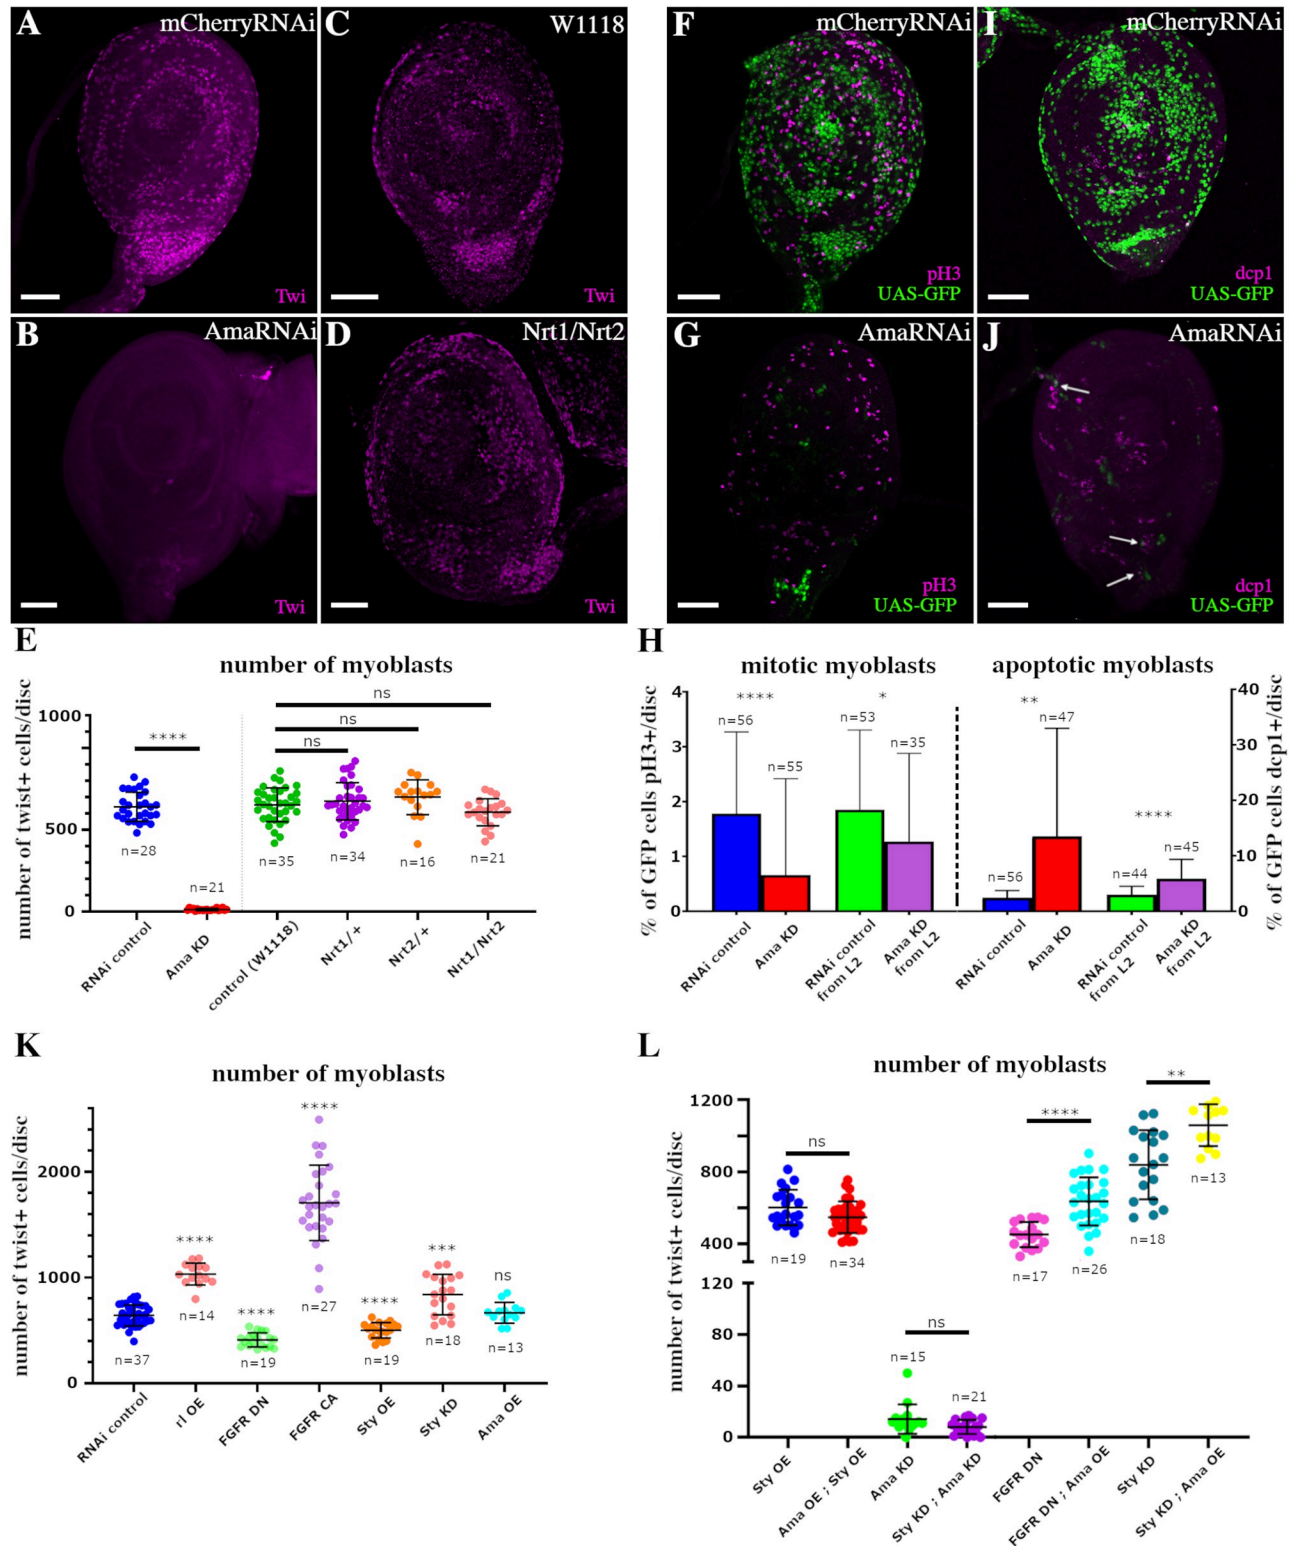 A
mCherryRNAi
Twi
C
W1118
Twi
F
mCherryRNAi
pH3
UAS-GFP
I
mCherryRNAi
dcp1
UAS-GFP
B
AmaRNAi
Twi
D
Nrt1/Nrt2
Twi
G
AmaRNAi
pH3
UAS-GFP
J
AmaRNAi
dcp1
UAS-GFP
E
number of myoblasts
number of twist+ cells/disc
1000
500
0
****
ns
ns
ns
n=28
n=21
n=35
n=34
n=16
n=21
RNAi control
Ama KD
control (W1118)
Nrt1/+
Nrt2/+
Nrt1/Nrt2
H
mitotic myoblasts
apoptotic myoblasts
% of GFP cells pH3+/disc
4
3
2
1
0
****
*
**
****
n=56
n=55
n=53
n=35
n=56
n=47
n=44
n=45
40
30
20
10
0
% of GFP cells dcp1+/disc
RNAi control
Ama KD
RNAi control
from L2
Ama KD
from L2
RNAi control
Ama KD
RNAi control
from L2
Ama KD
from L2
K
number of myoblasts
number of twist+ cells/disc
2000
1000
0
****
****
****
****
***
ns
n=37
n=14
n=19
n=27
n=19
n=18
n=13
RNAi control
rl OE
FGFR DN
FGFR CA
Sty OE
Sty KD
Ama OE
L
number of myoblasts
number of twist+ cells/disc
1200
800
400
120
80
40
0
ns
ns
****
**
n=19
n=34
n=15
n=21
n=17
n=26
n=18
n=13
Sty OE
Ama OE ; Sty OE
Ama KD
Sty KD ; Ama KD
FGFR DN
FGFR DN ; Ama OE
Sty KD
Sty KD ; Ama OE